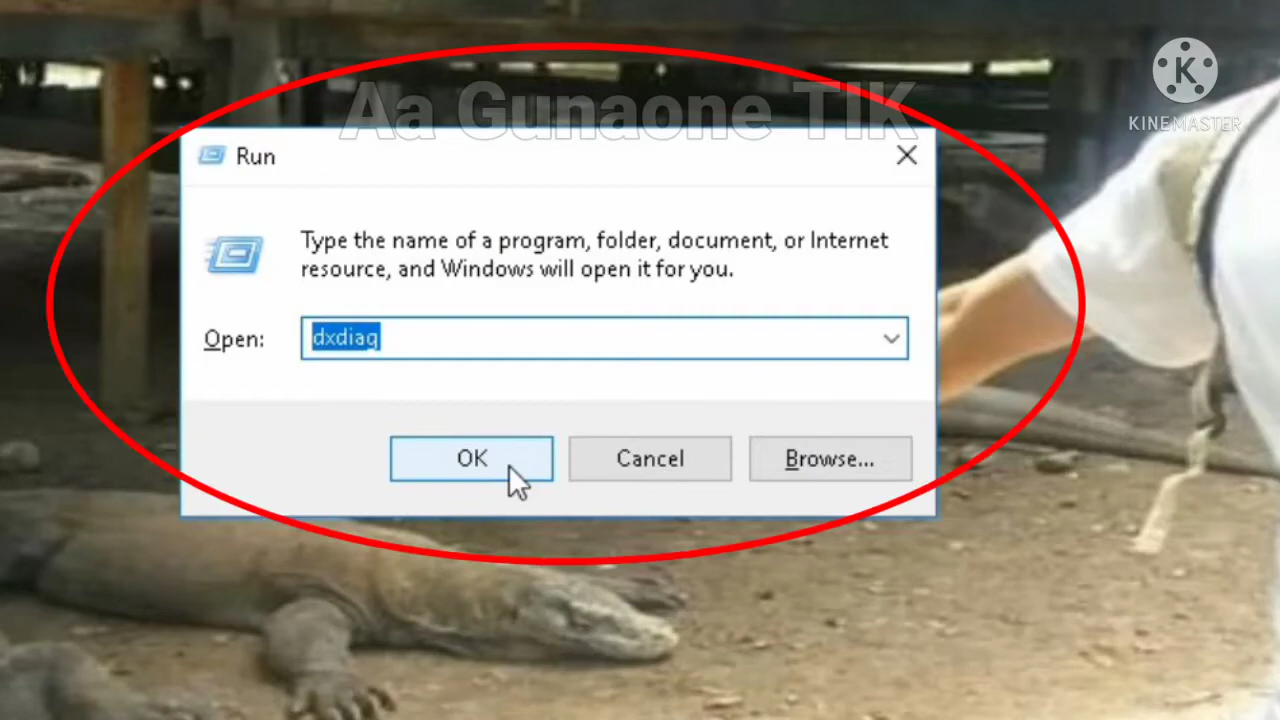 K
KINEMASTER
Aa Gunaone TIK
Run
Type the name of a program, folder, document, or Internet
resource, and Windows will open it for you.
Open:
dxdiag
OK
Cancel
Browse...